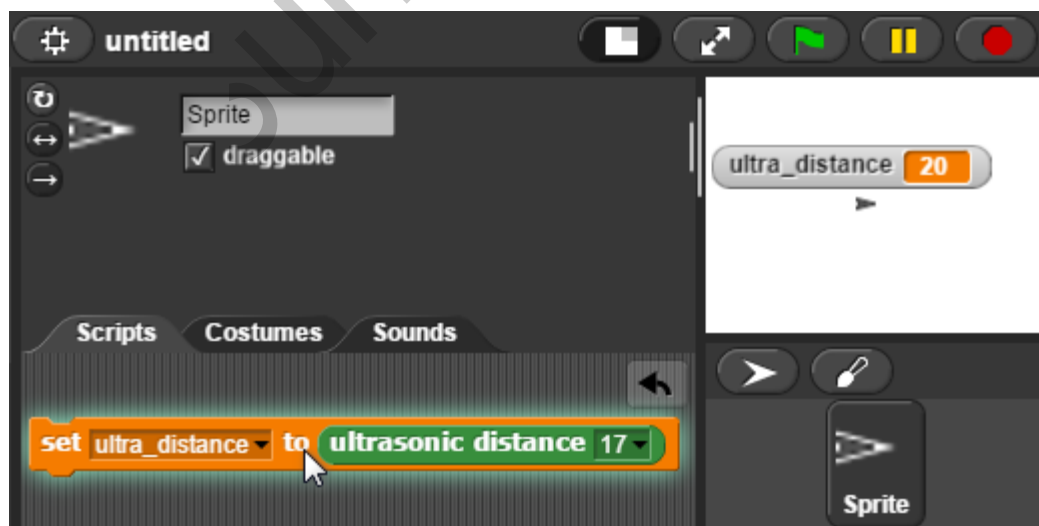 untitled
Sprite
draggable
ultra_distance 20
Scripts Costumes Sounds
set ultra_distance to ultrasonic distance 17
Sprite